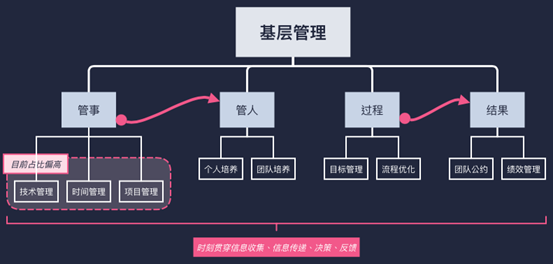 基层管理
管事
管人
过程
结果
目前占比偏高
技术管理
时间管理
项目管理
个人培养
团队培养
目标管理
流程优化
团队公约
绩效管理
时刻贯穿信息收集、信息传递、决策、反馈